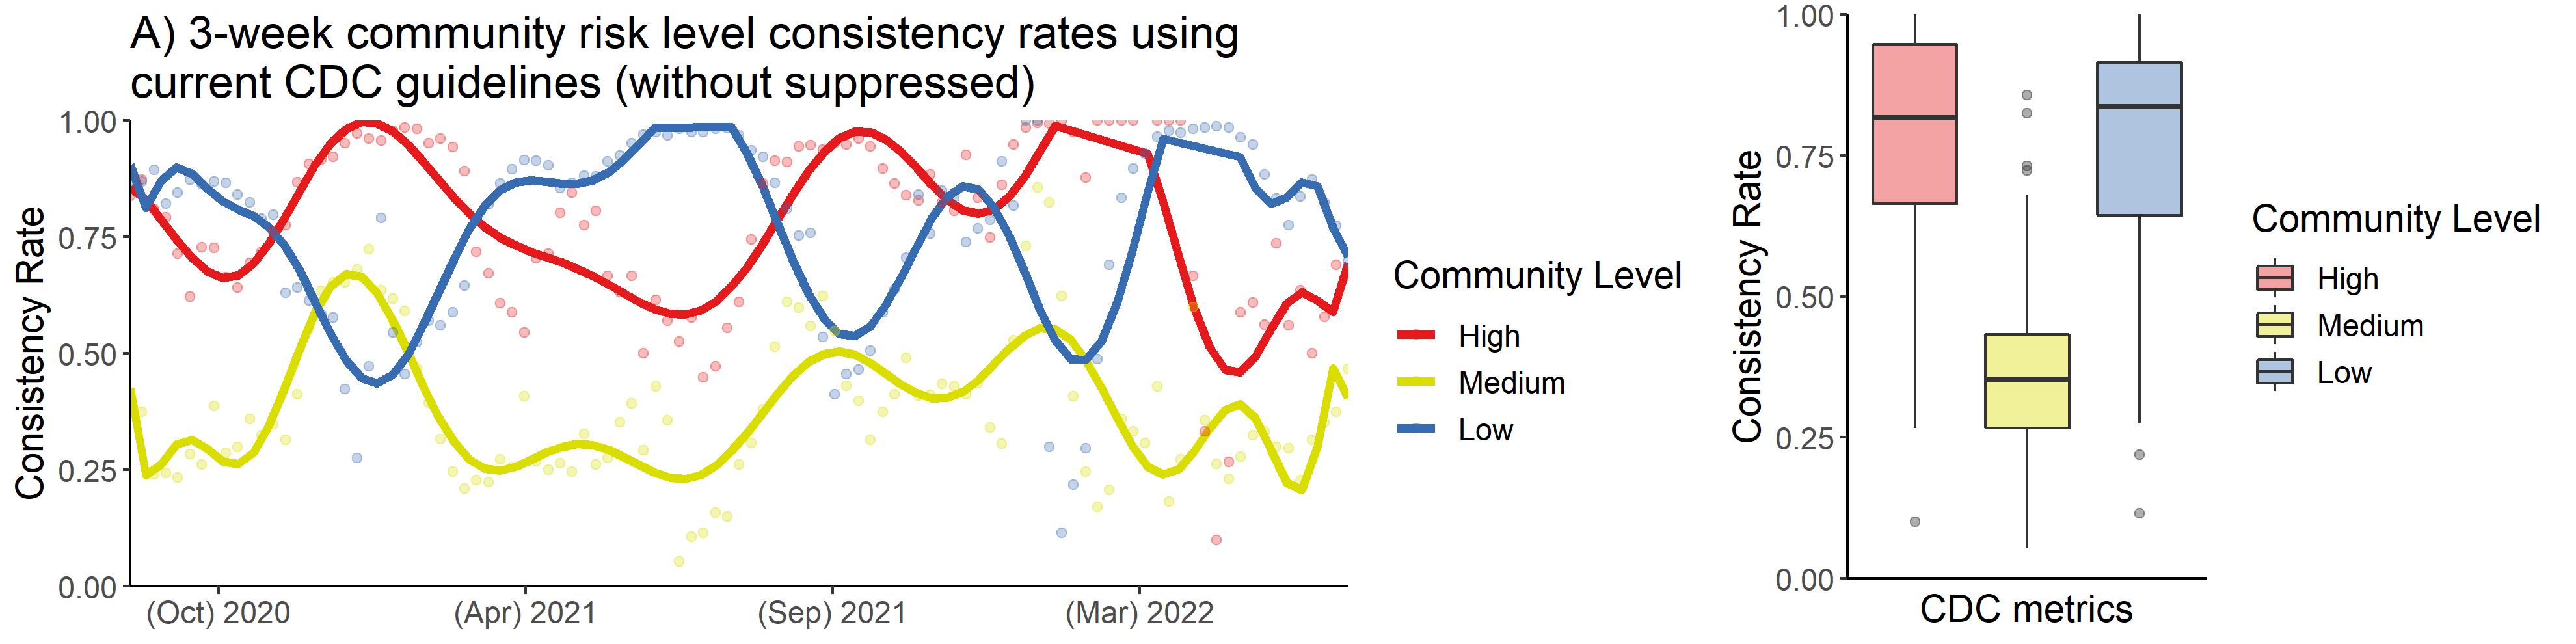 A) 3-week community risk level consistency rates using
current CDC guidelines (without suppressed)
Consistency Rate
1.00
0.75
0.50
0.25
0.00
(Oct) 2020
(Apr) 2021
(Sep) 2021
(Mar) 2022
Community Level
High
Medium
Low
Consistency Rate
1.00
0.75
0.50
0.25
0.00
CDC metrics
Community Level
High
Medium
Low